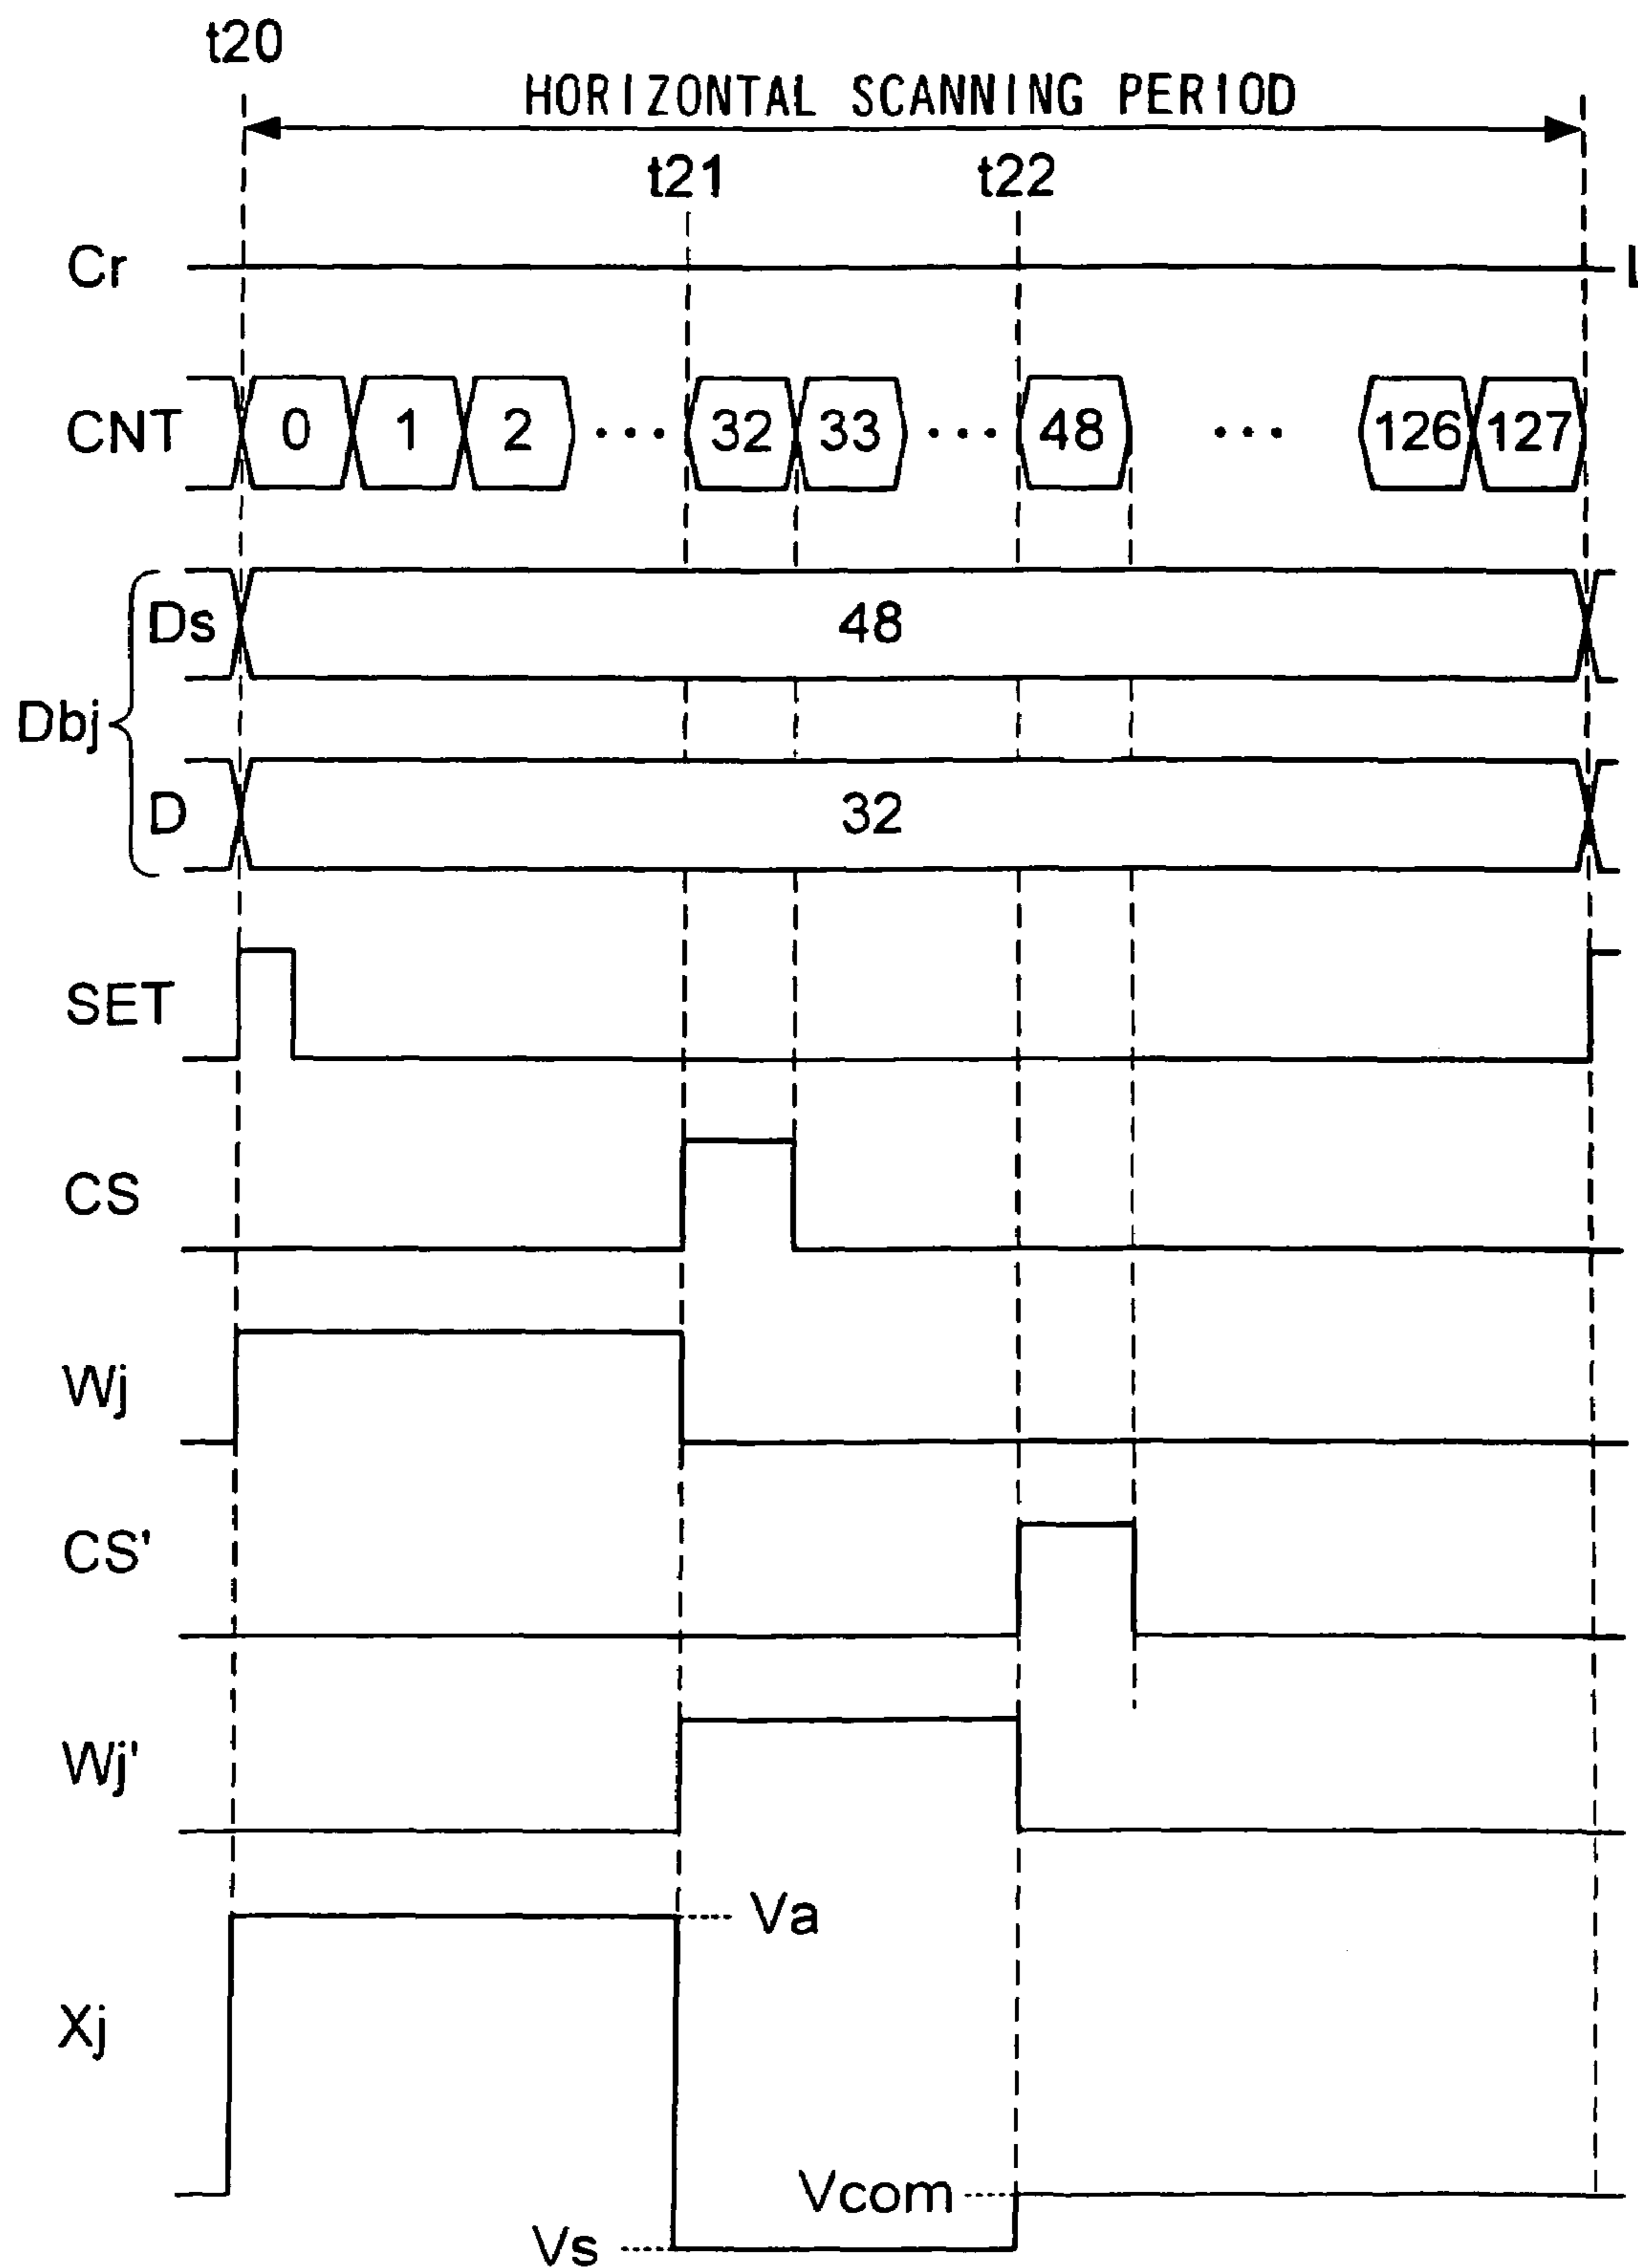 t20
HORIZONTAL SCANNING PERIOD
t21 t22
Cr L
CNT 0 1 2 ... 32 33 ... 48 ... 126 127
Ds 48
Dbj
D 32
SET
CS
Wj
CS'
Wj'
Va
Xj
Vcom
Vs